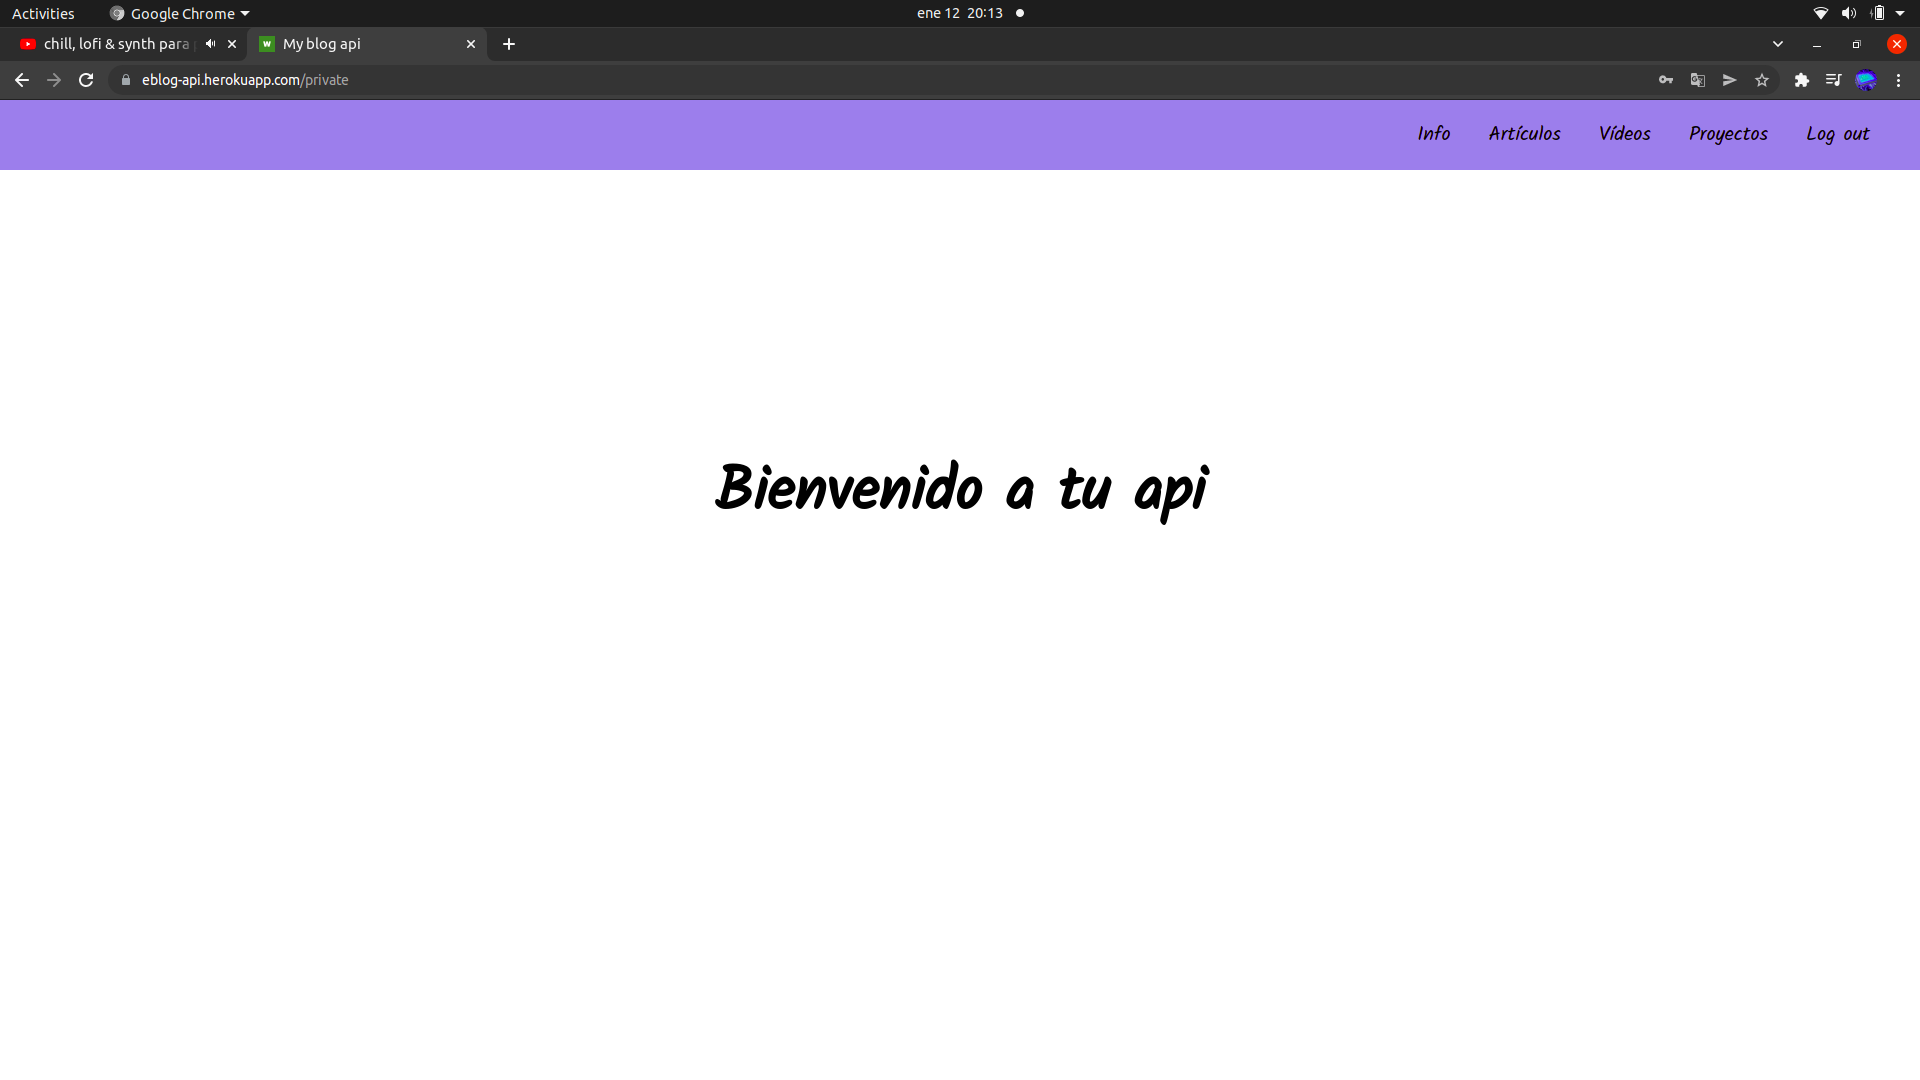 Activities Google Chrome ene 12 20:13
chill, lofi & synth para My blog api
eblog-api.herokuapp.com/private
Info Artículos Vídeos Proyectos Log out
Bienvenido a tu api